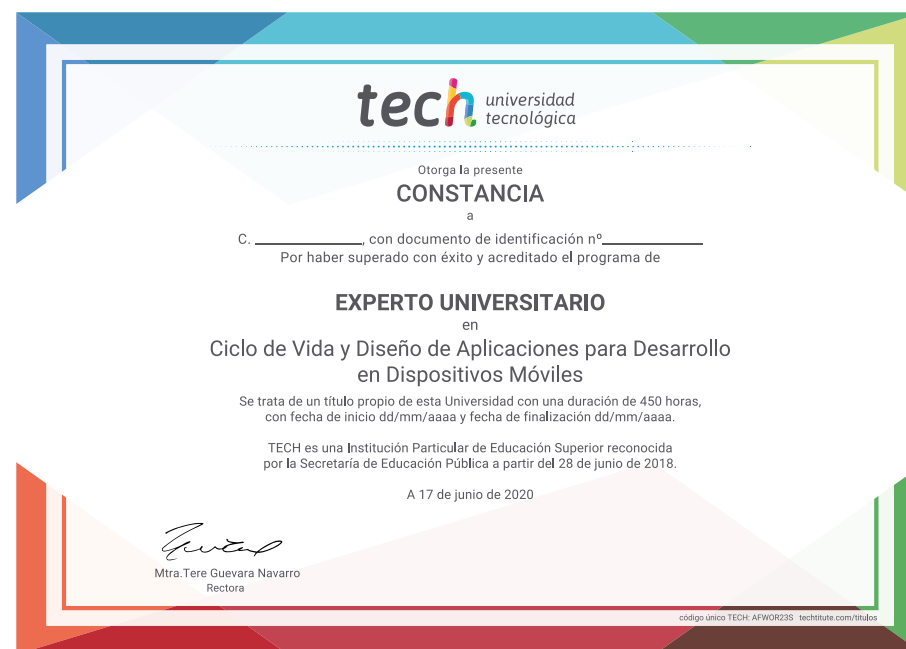 tech universidad
tecnológica
Otorga la presente
CONSTANCIA
a
C. ______________, con documento de identificación nº_____________
Por haber superado con éxito y acreditado el programa de
EXPERTO UNIVERSITARIO
en
Ciclo de Vida y Diseño de Aplicaciones para Desarrollo
en Dispositivos Móviles
Se trata de un título propio de esta Universidad con una duración de 450 horas,
con fecha de inicio dd/mm/aaaa y fecha de finalización dd/mm/aaaa.
TECH es una Institución Particular de Educación Superior reconocida
por la Secretaría de Educación Pública a partir del 28 de junio de 2018.
A 17 de junio de 2020
Mtra.Tere Guevara Navarro
Rectora
código único TECH: AFWOR23S techtitute.com/titulos